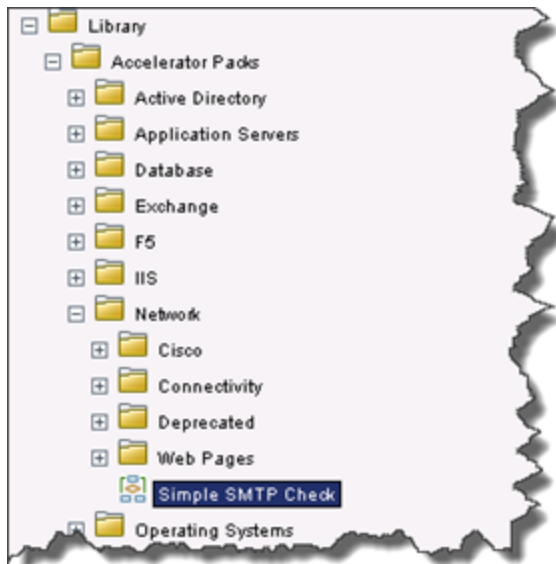 Library
Accelerator Packs
Active Directory
Application Servers
Database
Exchange
F5
IIS
Network
Cisco
Connectivity
Deprecated
Web Pages
Simple SMTP Check
Operating Systems